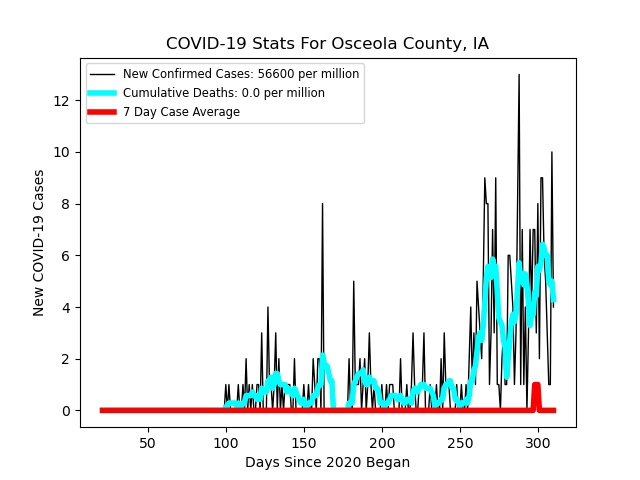 COVID-19 Stats For Osceola County, IA
New Confirmed Cases: 56600 per million
Cumulative Deaths: 0.0 per million
7 Day Case Average
New COVID-19 Cases
12
10
8
6
4
2
0
50 100 150 200 250 300
Days Since 2020 Began